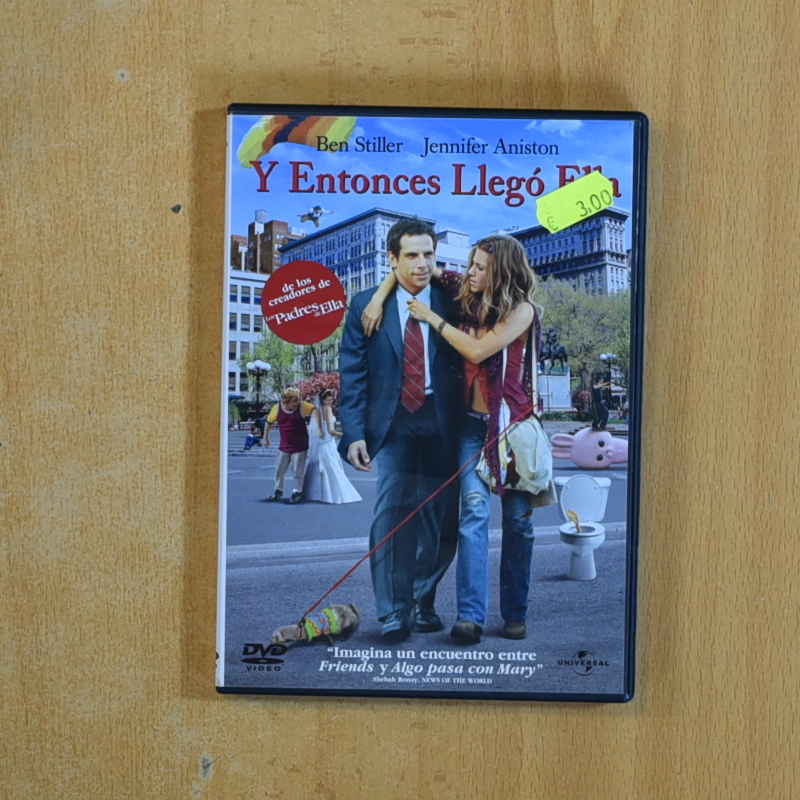 Ben Stiller Jennifer Aniston
Y Entonces Llegó Ella
€ 3,00
de los
creadores de
Los Padres de Ella
"Imagina un encuentro entre
Friends y Algo pasa con Mary"
NEWS OF THE WORLD
DVD
VIDEO
UNIVERSAL